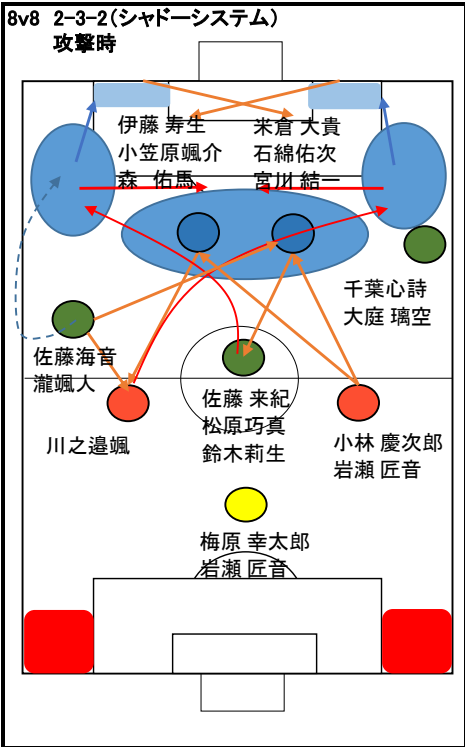 8v8 2-3-2(シャドーシステム)
攻撃時
伊藤 寿生
小笠原颯介
森 佑馬
米倉 大貴
石綿佑次
宮川 結一
千葉心詩
大庭 璃空
佐藤海音
瀧颯人
川之邉颯
佐藤 来紀
松原巧真
鈴木莉生
小林 慶次郎
岩瀬 匠音
梅原 幸太郎
岩瀬 匠音